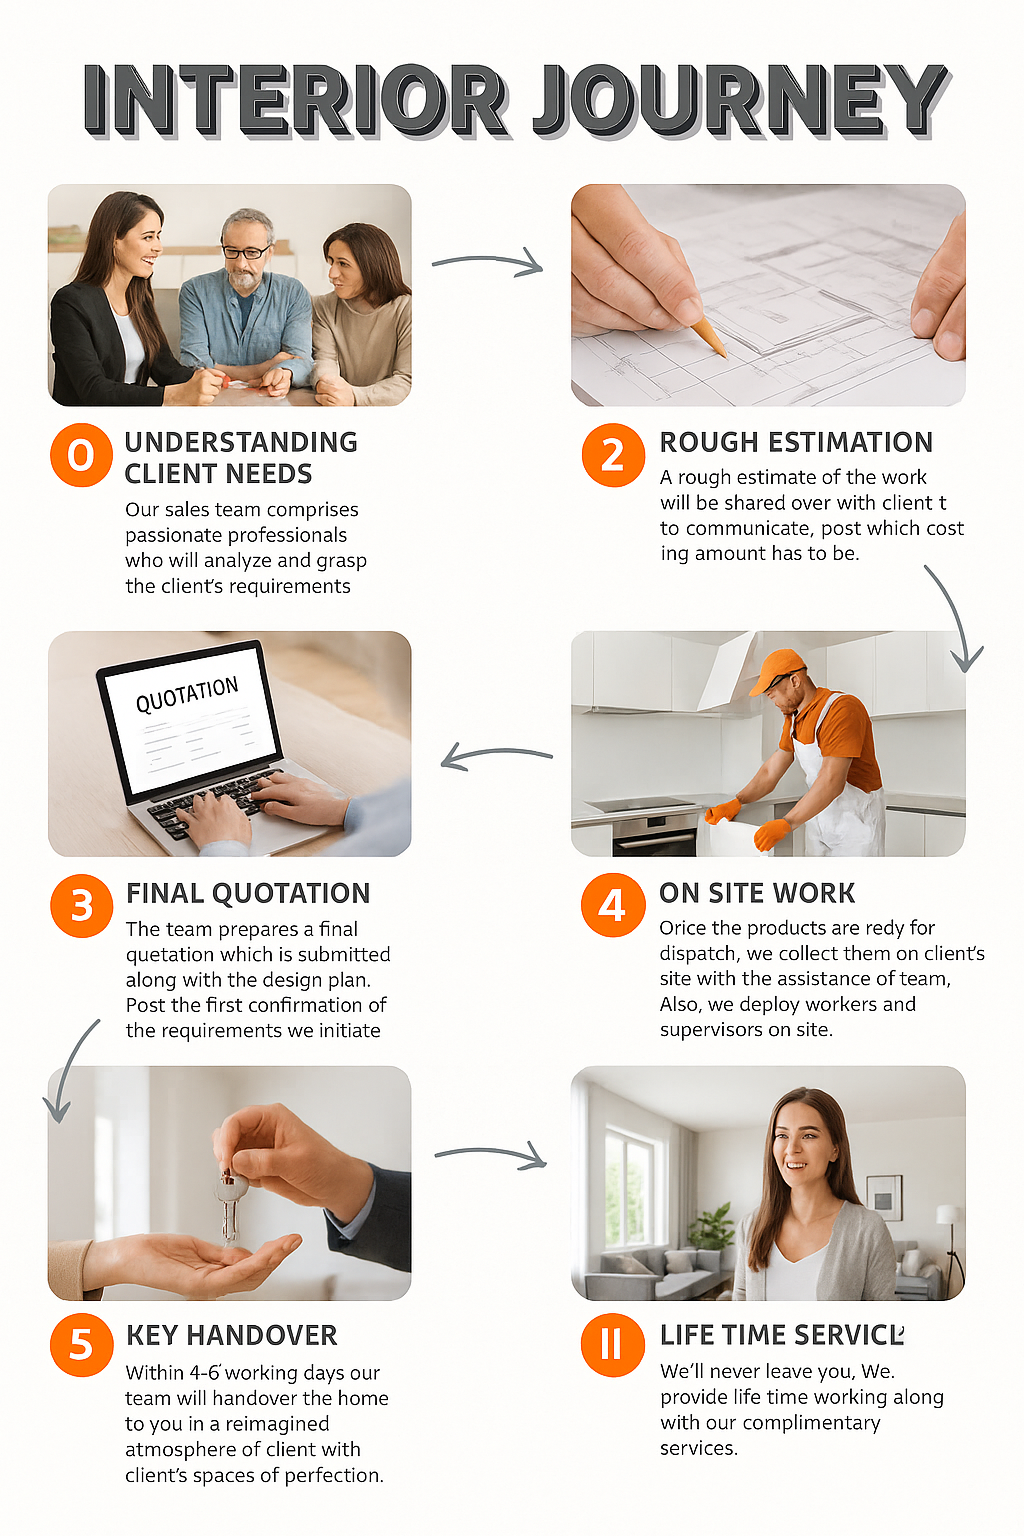 INTERIOR JOURNEY
0
UNDERSTANDING
CLIENT NEEDS
Our sales team comprises
passionate professionals
who will analyze and grasp
the client's requirements
2
ROUGH ESTIMATION
A rough estimate of the work
will be shared over with client t
to communicate, post which cost
ing amount has to be.
QUOTATION
3
FINAL QUOTATION
The team prepares a final
quetation which is submitted
along with the design plan.
Post the first confirmation of
the requirements we initiate
4
ON SITE WORK
Orice the products are redy for
dispatch, we collect them on client's
site with the assistance of team,
Also, we deploy workers and
supervisors on site.
5
KEY HANDOVER
Within 4-6 working days our
team will handover the home
to you in a reimagined
atmosphere of client with
client's spaces of perfection.
II
LIFE TIME
We'll never leave you, We.
provide life time working along
with our complimentary
services.